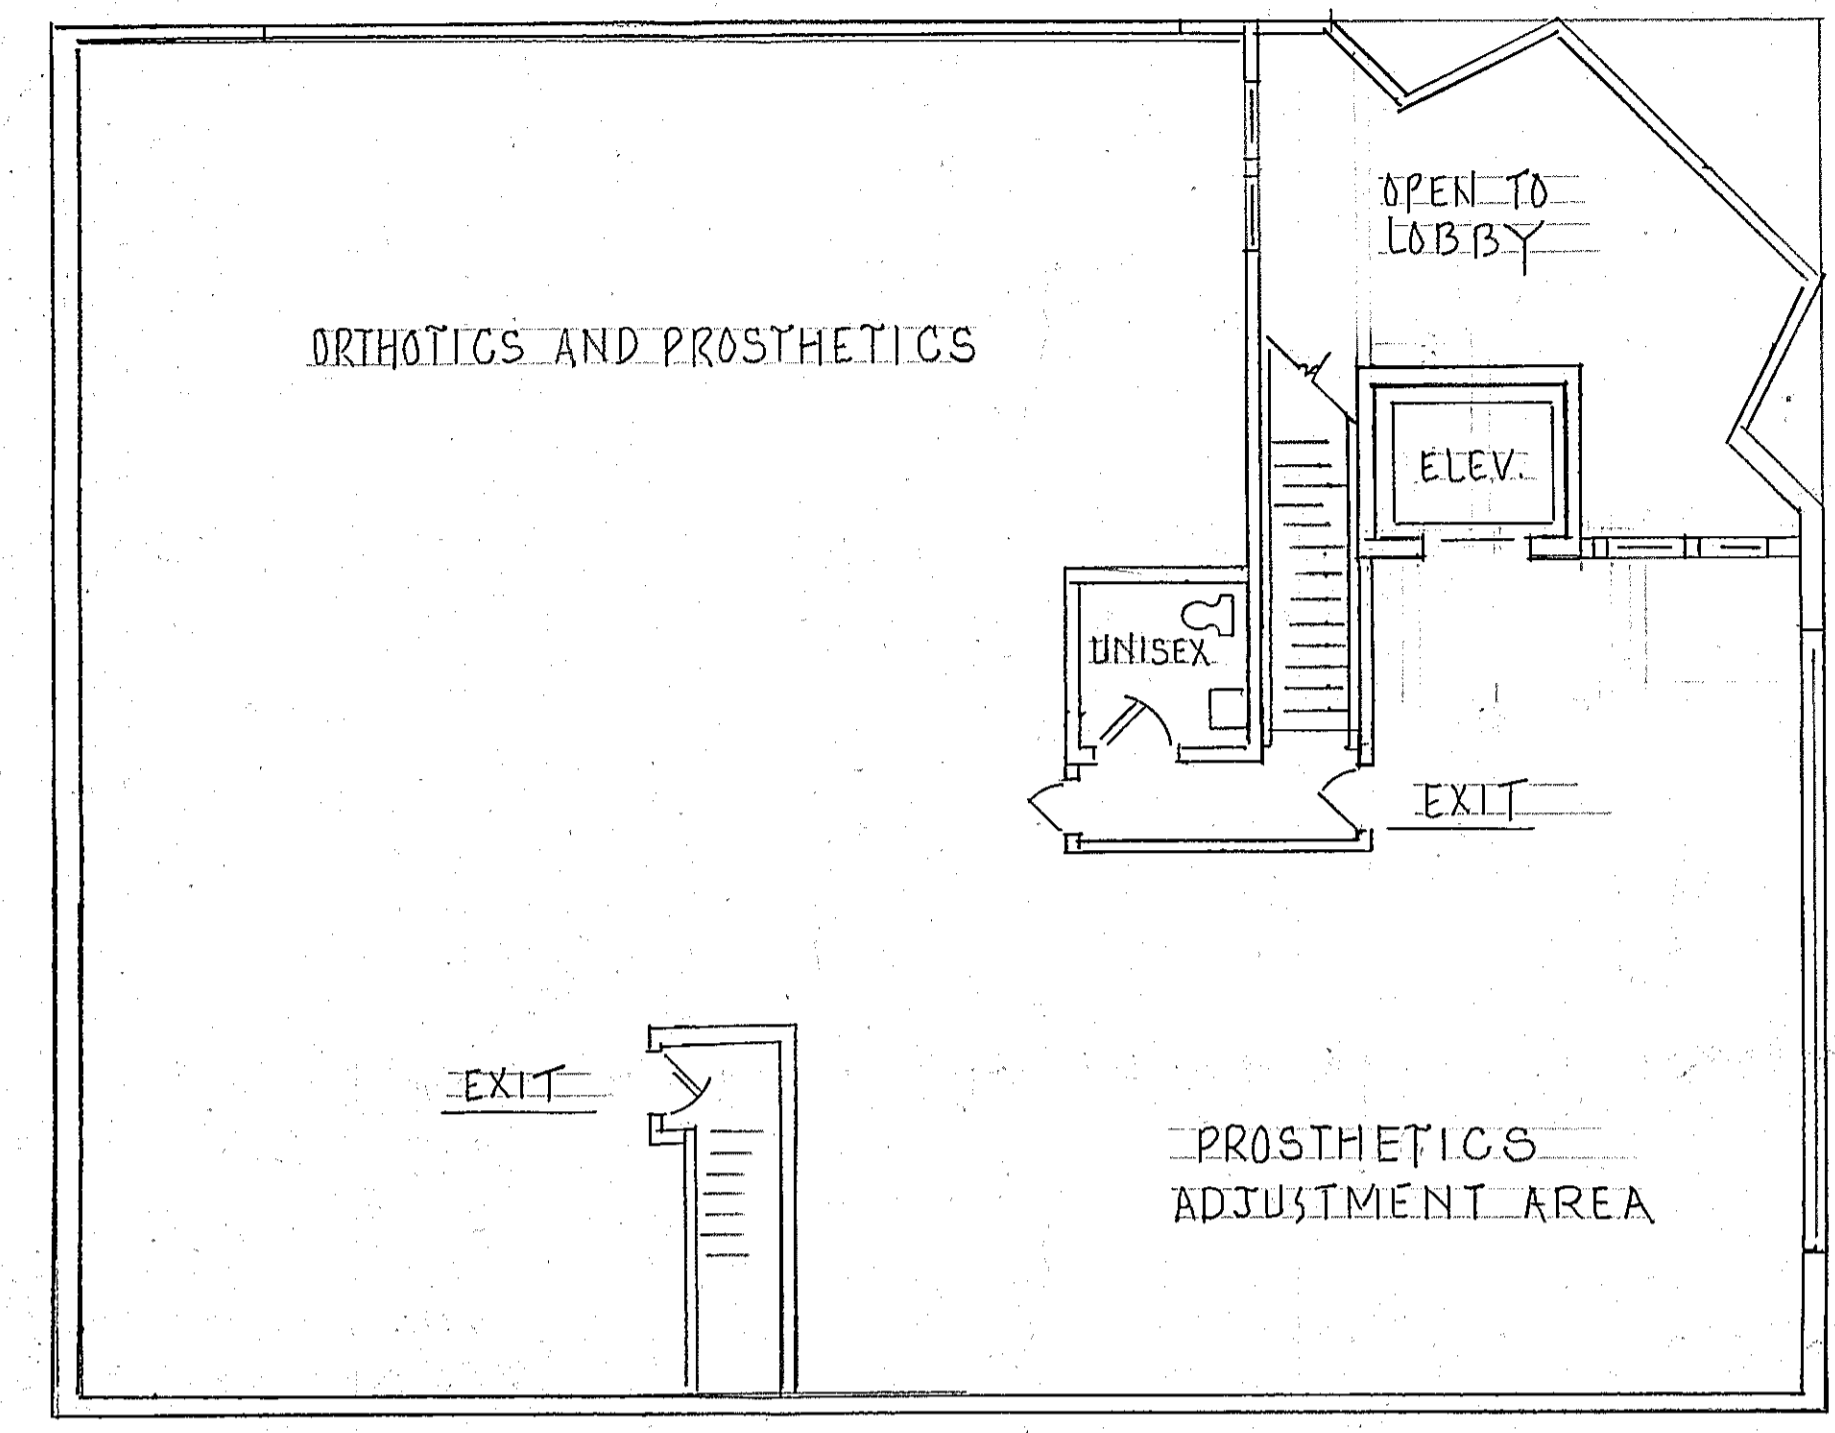 OPEN TO
LOBBY
ORTHOTICS AND PROSTHETICS
ELEV.
UNISEX
EXIT
EXIT
PROSTHETICS
ADJUSTMENT AREA